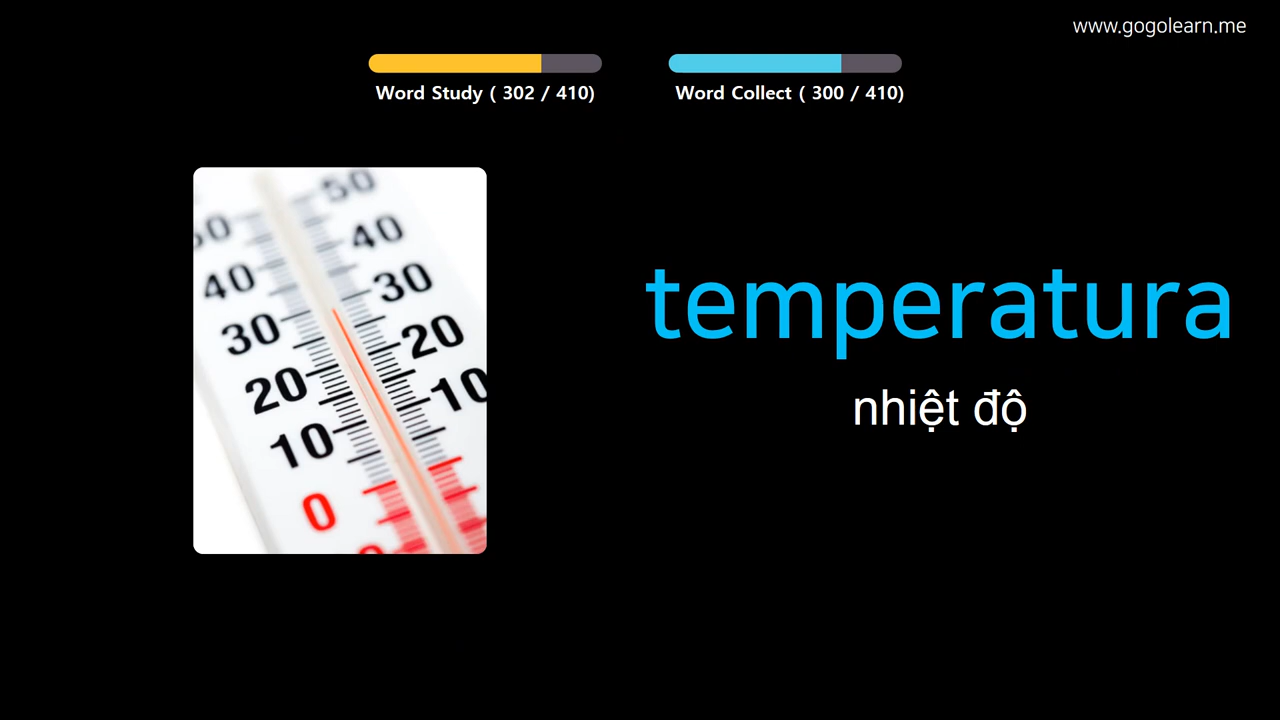 www.gogolearn.me
Word Study ( 302 / 410)
Word Collect ( 300 / 410)
50
50
40
40
30
30
20
20
10
10
0
temperatura
nhiệt độ